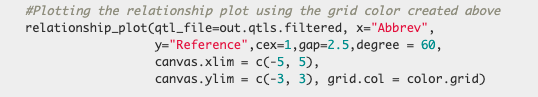 #Plotting the relationship plot using the grid color created above
relationship_plot(qtl_file=out.qtls.filtered, x="Abbrev",
y="Reference",cex=1,gap=2.5,degree = 60,
canvas.xlim = c(-5, 5),
canvas.ylim = c(-3, 3), grid.col = color.grid)